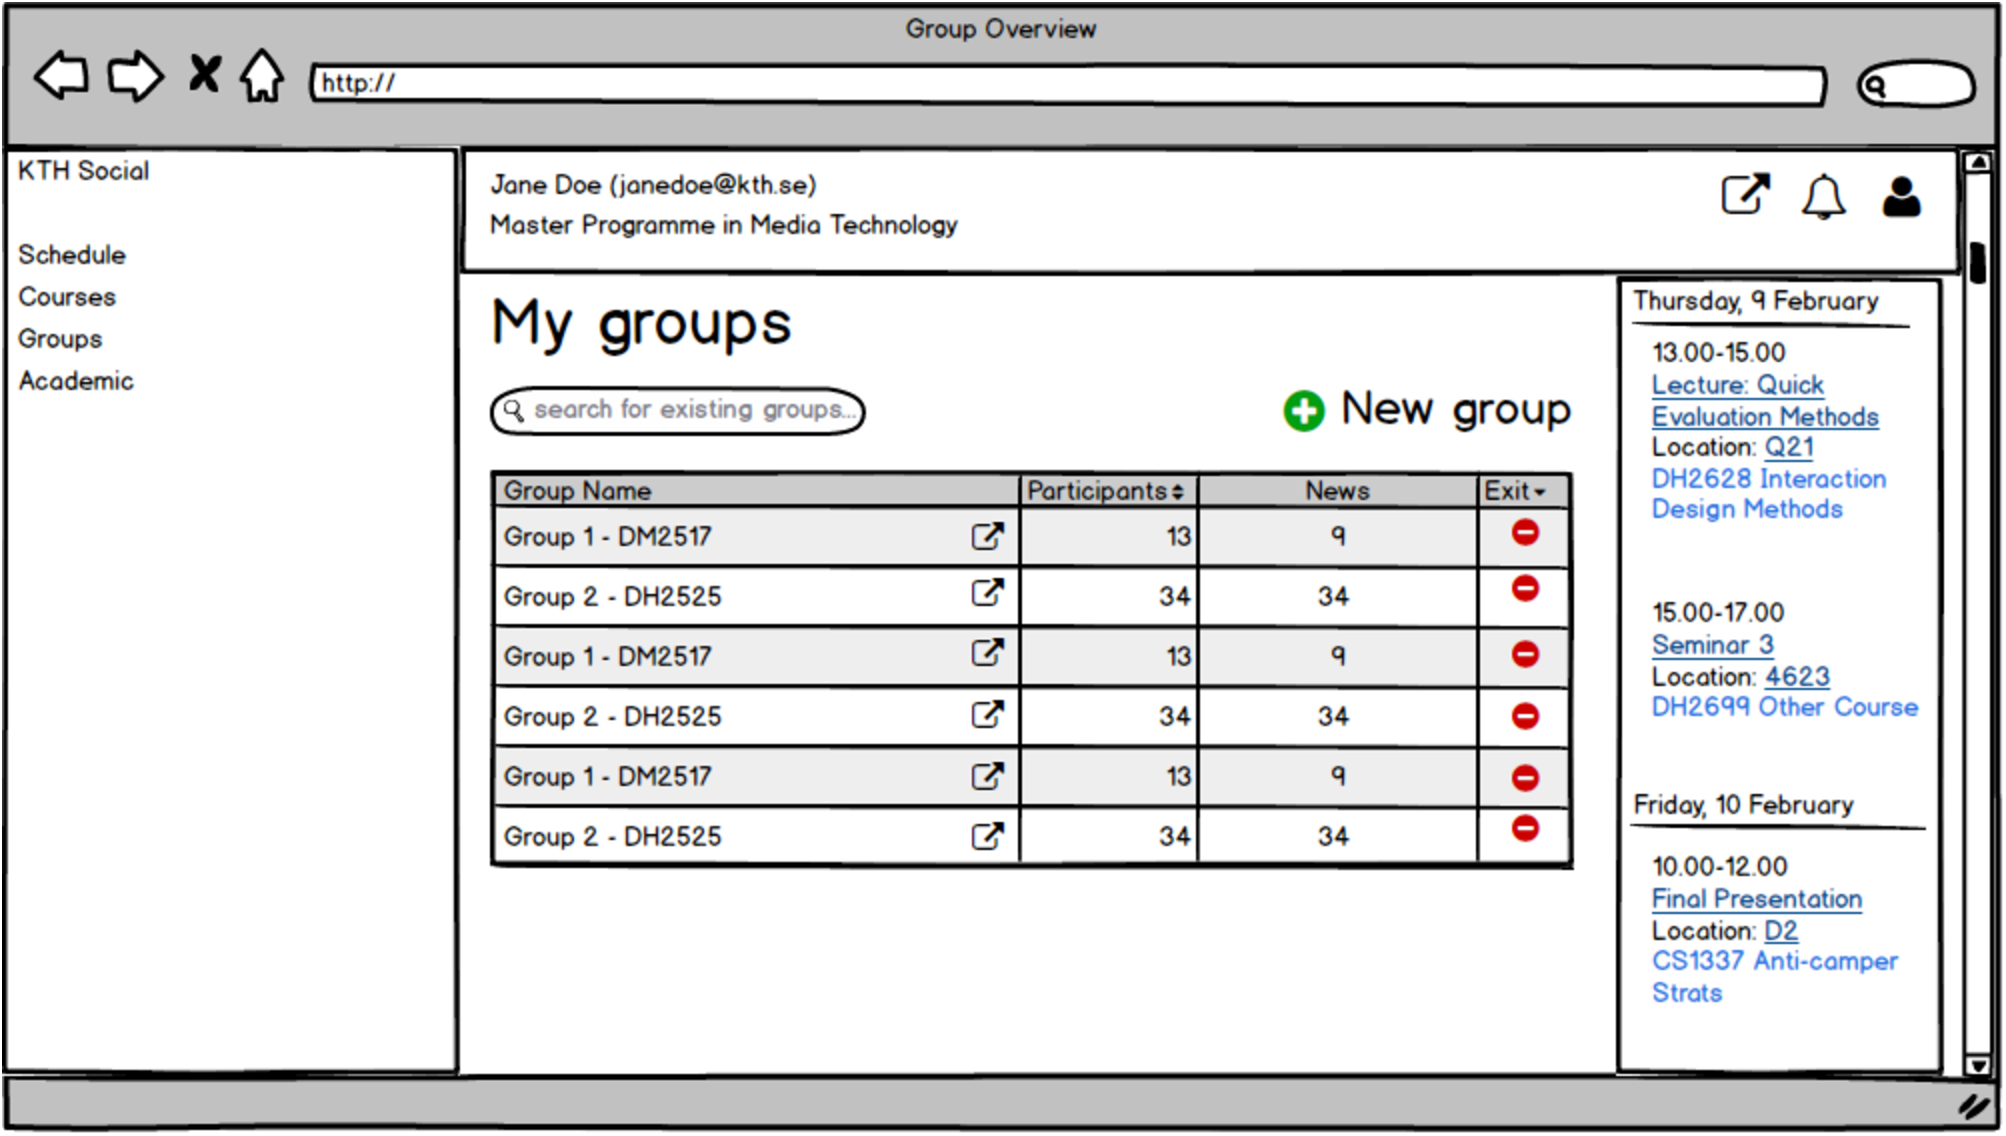 Group Overview
http://
KTH Social
Schedule
Courses
Groups
Academic
Jane Doe (janedoe@kth.se)
Master Programme in Media Technology
My groups
search for existing groups...
New group
Group Name Participants News Exit
Group 1 - DM2517 13 9
Group 2 - DH2525 34 34
Group 1 - DM2517 13 9
Group 2 - DH2525 34 34
Group 1 - DM2517 13 9
Group 2 - DH2525 34 34
Thursday, 9 February
13.00-15.00
Lecture: Quick
Evaluation Methods
Location: Q21
DH2628 Interaction
Design Methods
15.00-17.00
Seminar 3
Location: 4623
DH2699 Other Course
Friday, 10 February
10.00-12.00
Final Presentation
Location: D2
CS1337 Anti-camper
Strats